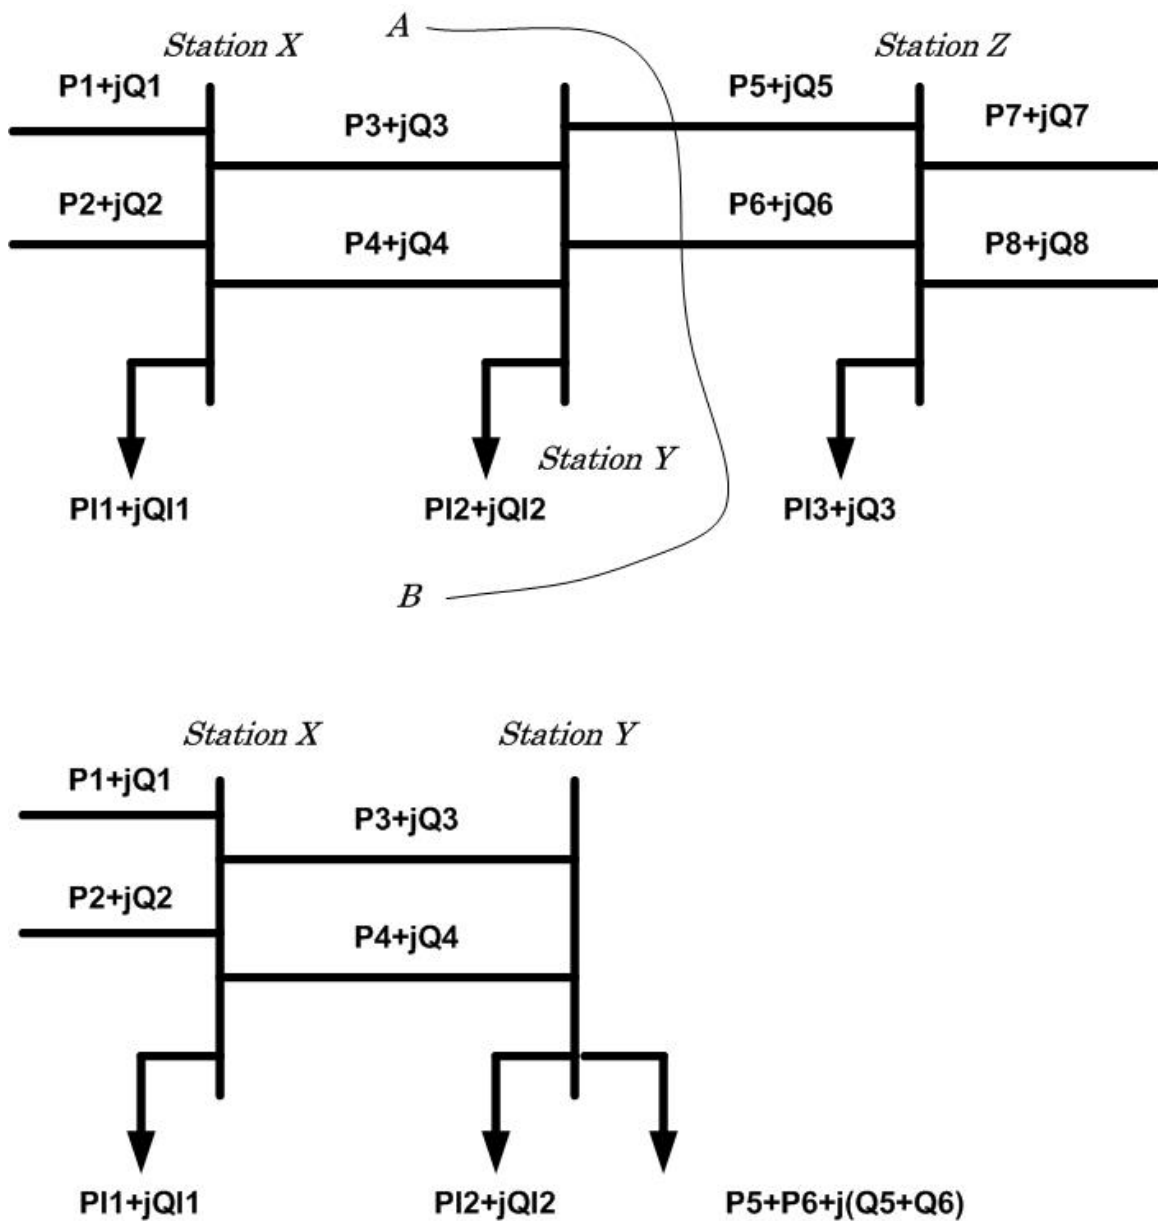 A
Station X
Station Z
P1+jQ1
P5+jQ5
P7+jQ7
P3+jQ3
P2+jQ2
P6+jQ6
P4+jQ4
P8+jQ8
Station Y
Pl1+jQl1
Pl2+jQl2
Pl3+jQ3
B
Station X
Station Y
P1+jQ1
P3+jQ3
P2+jQ2
P4+jQ4
Pl1+jQl1
Pl2+jQl2
P5+P6+j(Q5+Q6)